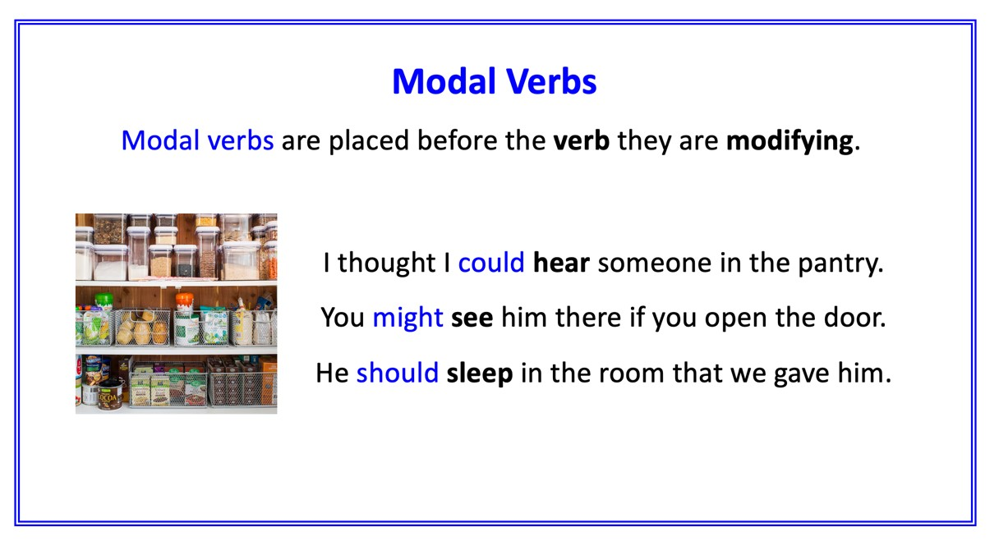 Modal Verbs
Modal verbs are placed before the verb they are modifying.
I thought I could hear someone in the pantry.
You might see him there if you open the door.
He should sleep in the room that we gave him.
COCOA